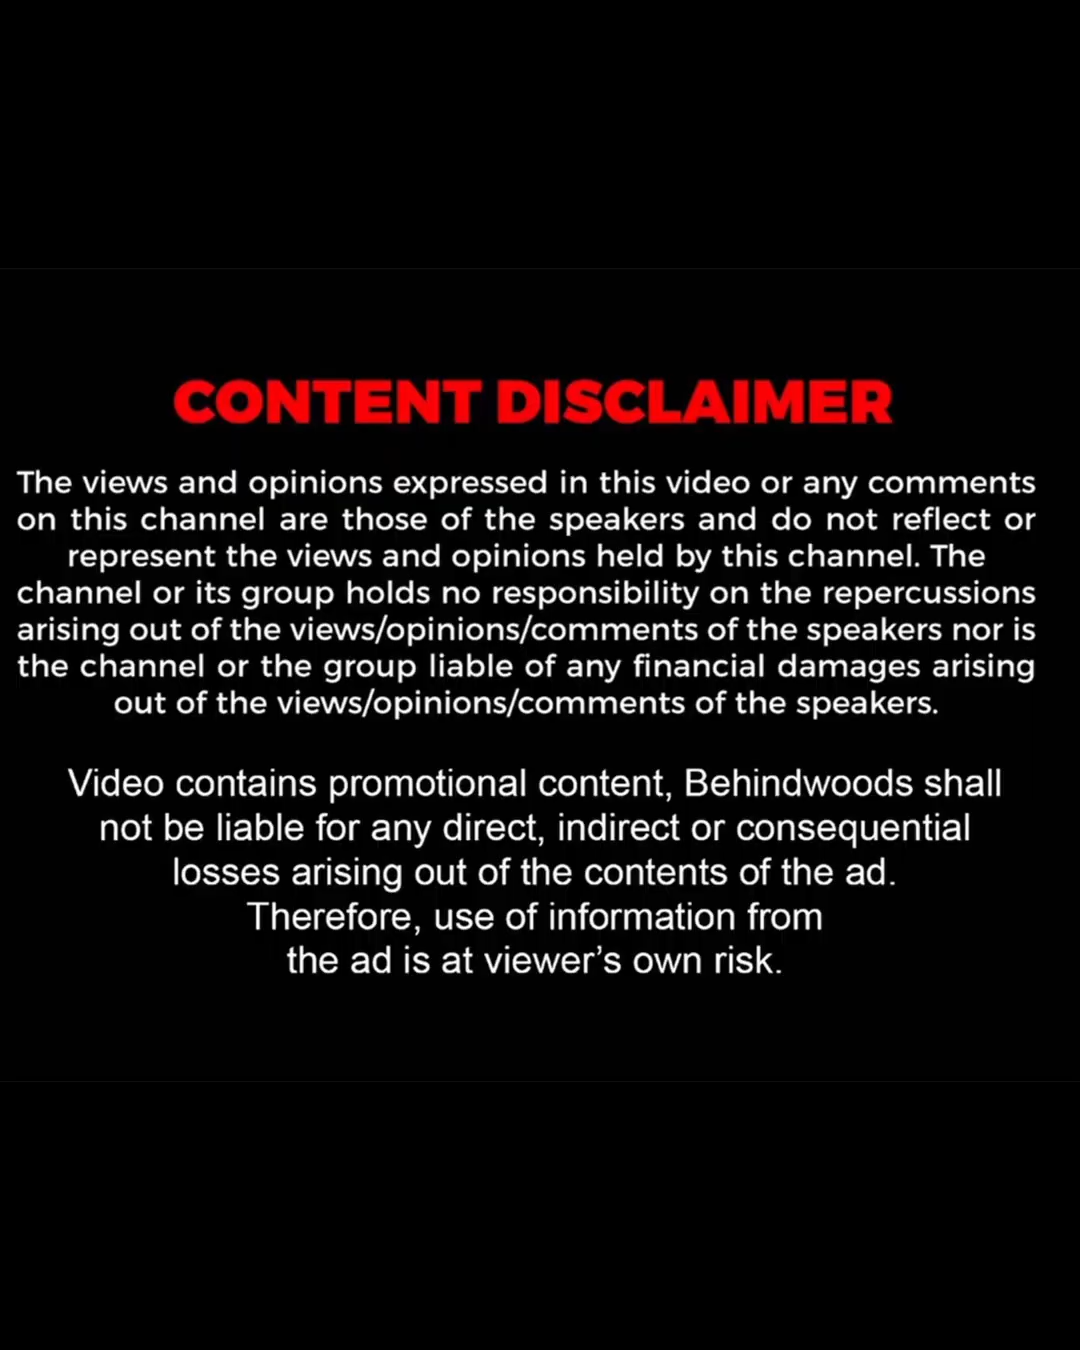 CONTENT DISCLAIMER
The views and opinions expressed in this video or any comments
on this channel are those of the speakers and do not reflect or
represent the views and opinions held by this channel. The
channel or its group holds no responsibility on the repercussions
arising out of the views/opinions/comments of the speakers nor is
the channel or the group liable of any financial damages arising
out of the views/opinions/comments of the speakers.
Video contains promotional content, Behindwoods shall
not be liable for any direct, indirect or consequential
losses arising out of the contents of the ad.
Therefore, use of information from
the ad is at viewer’s own risk.